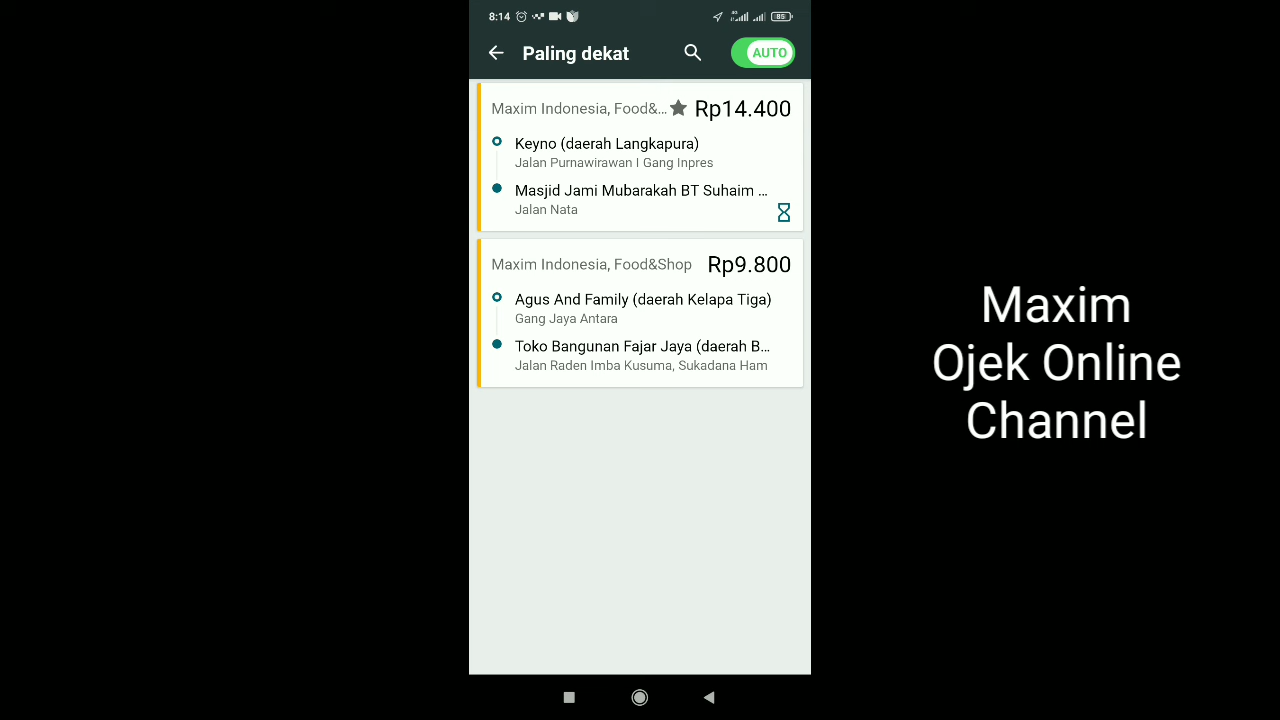 8:14
4G
85
Paling dekat
AUTO
Maxim Indonesia, Food&... Rp14.400
Keyno (daerah Langkapura)
Jalan Purnawirawan I Gang Inpres
Masjid Jami Mubarakah BT Suhaim ...
Jalan Nata
Maxim Indonesia, Food&Shop Rp9.800
Agus And Family (daerah Kelapa Tiga)
Gang Jaya Antara
Toko Bangunan Fajar Jaya (daerah B...
Jalan Raden Imba Kusuma, Sukadana Ham
Maxim
Ojek Online
Channel